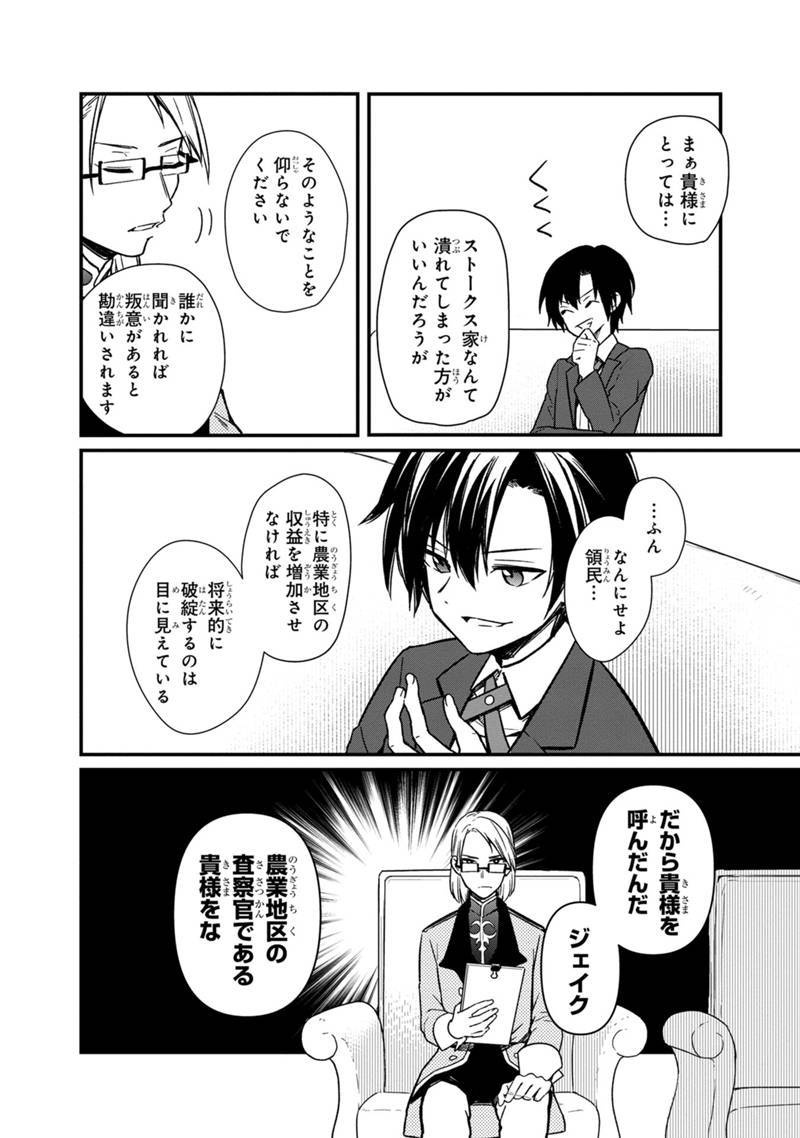 まぁ貴様に
とっては…
ストークス家なんて
潰れてしまった方が
いいんだろうが
そのようなことを
仰らないで
ください
誰かに
聞かれれば
叛意があると
勘違いされます
…ふん
なんにせよ
領民…
特に農業地区の
収益を増加させ
なければ
将来的に
破綻するのは
目に見えている
だから貴様を
呼んだんだ
ジェイク
農業地区の
査察官である
貴様をな